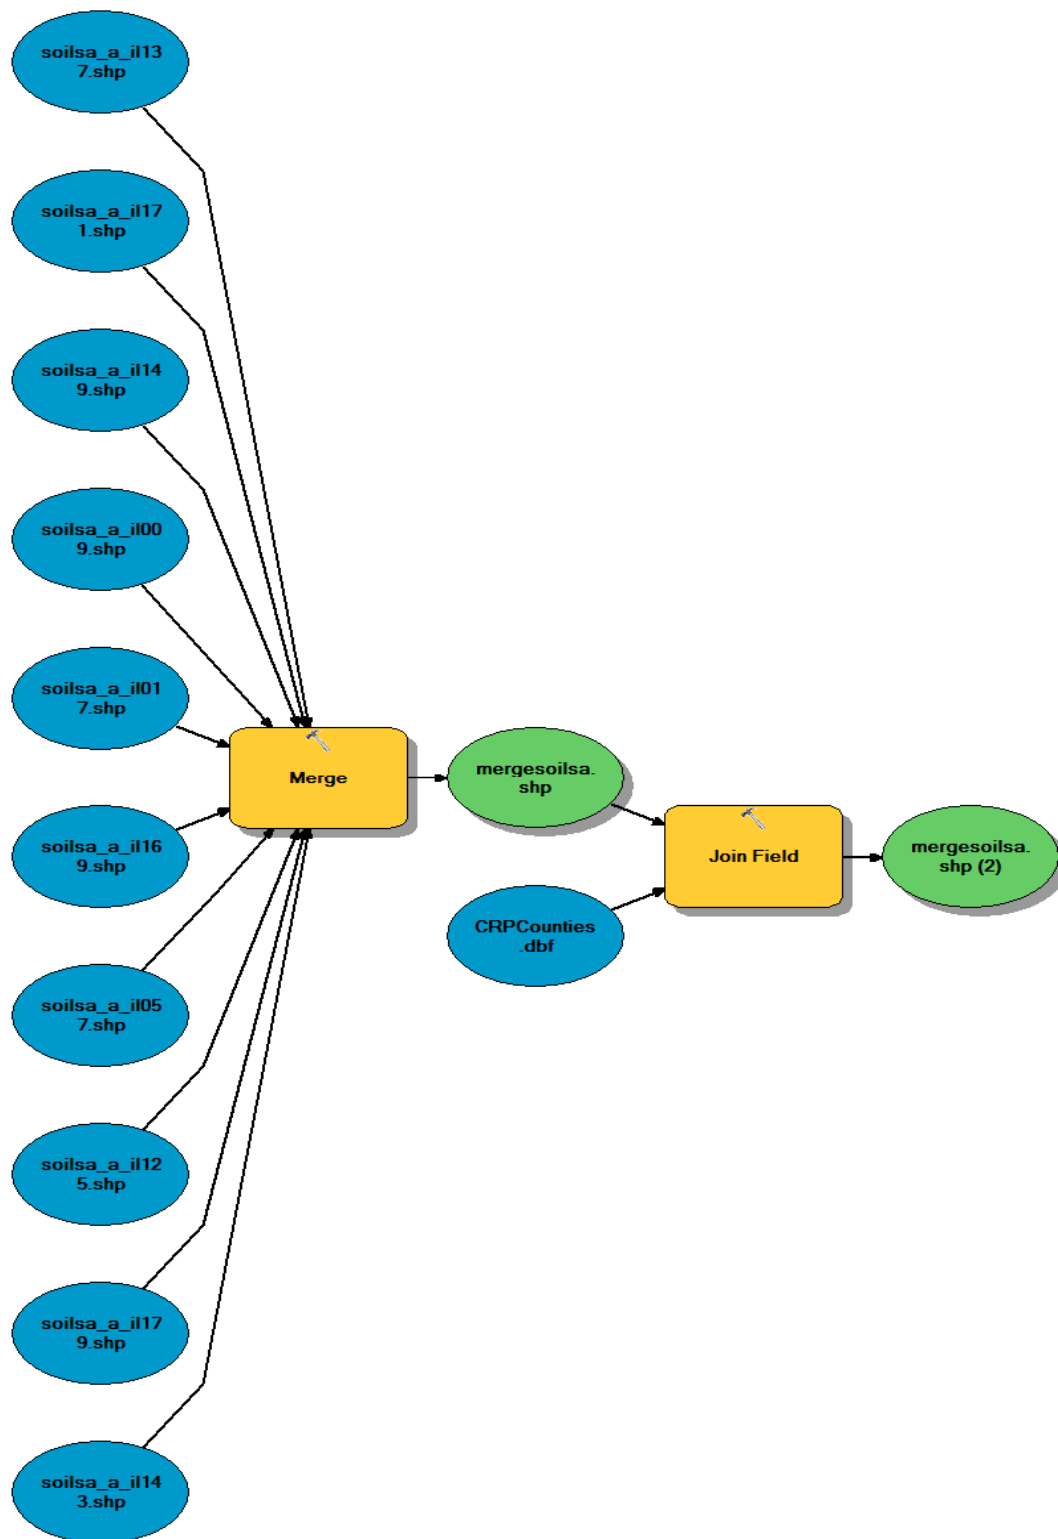 soilsa_a_il13
7.shp
soilsa_a_il17
1.shp
soilsa_a_il14
9.shp
soilsa_a_il00
9.shp
soilsa_a_il01
7.shp
soilsa_a_il16
9.shp
soilsa_a_il05
7.shp
soilsa_a_il12
5.shp
soilsa_a_il17
9.shp
soilsa_a_il14
3.shp
Merge
mergesoilsa.
shp
CRPCounties
.dbf
Join Field
mergesoilsa.
shp (2)